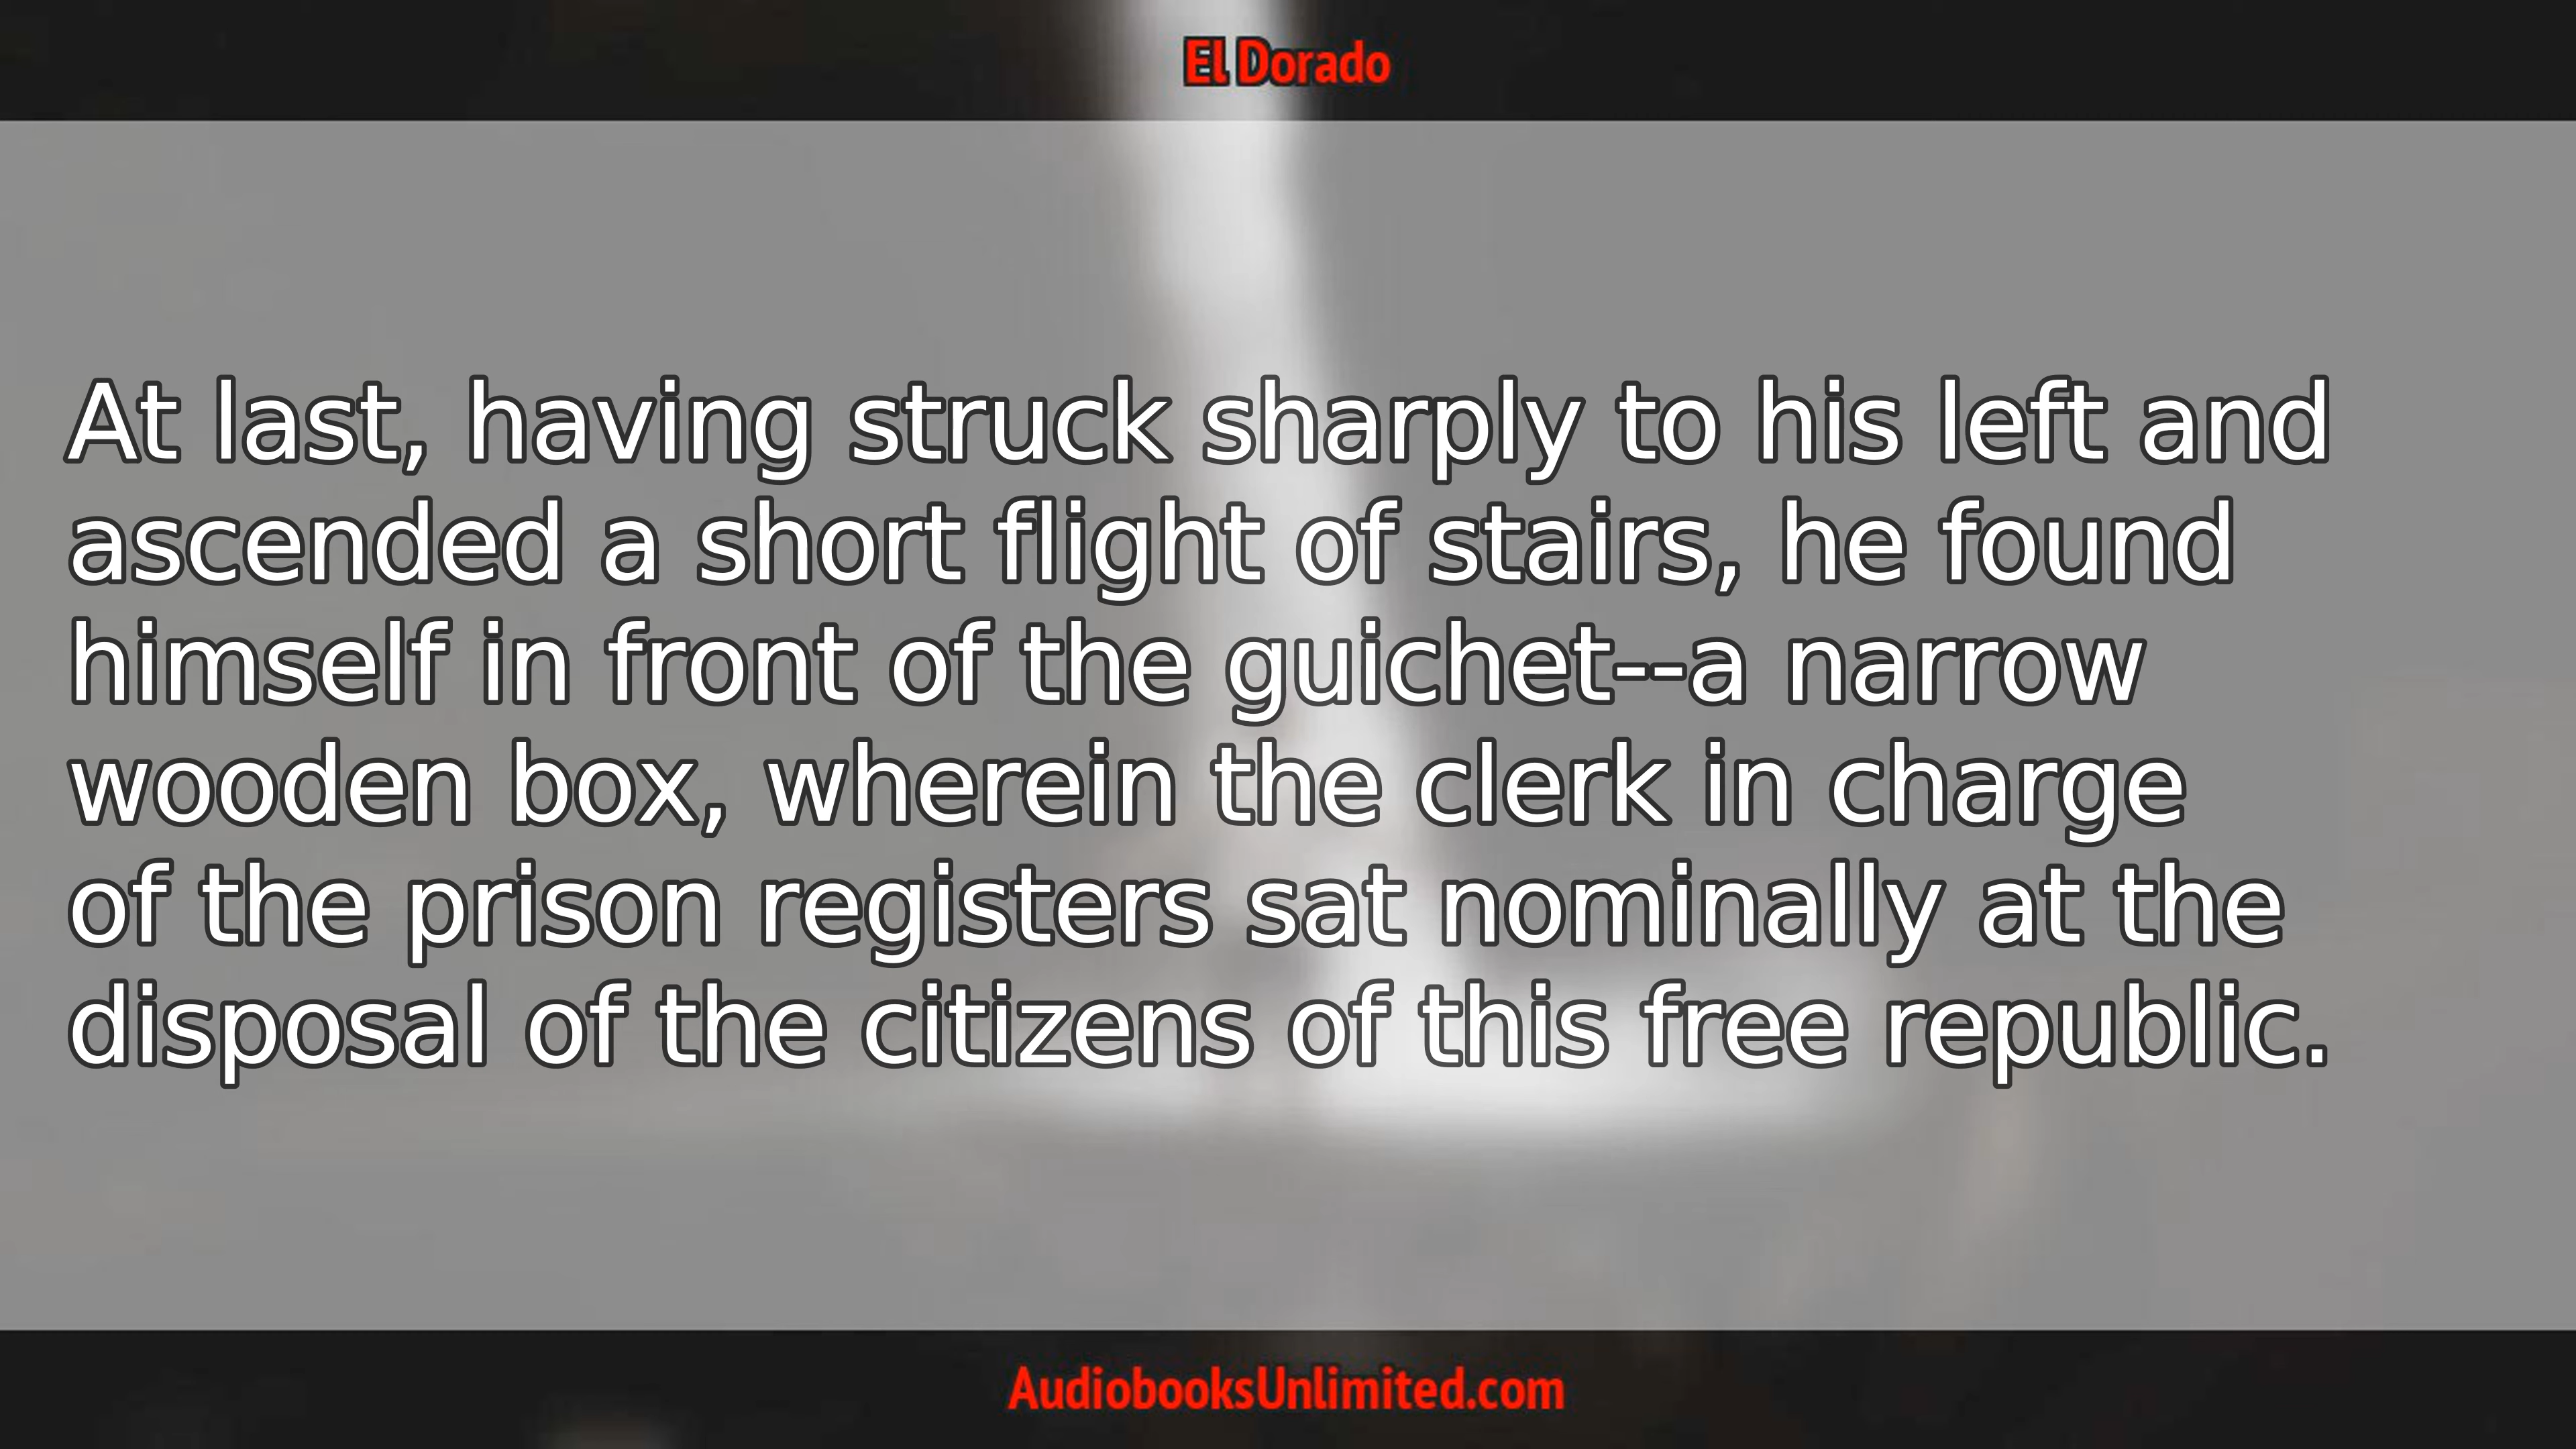 El Dorado
At last, having struck sharply to his left and
ascended a short flight of stairs, he found
himself in front of the guichet--a narrow
wooden box, wherein the clerk in charge
of the prison registers sat nominally at the
disposal of the citizens of this free republic.
AudiobooksUnlimited.com